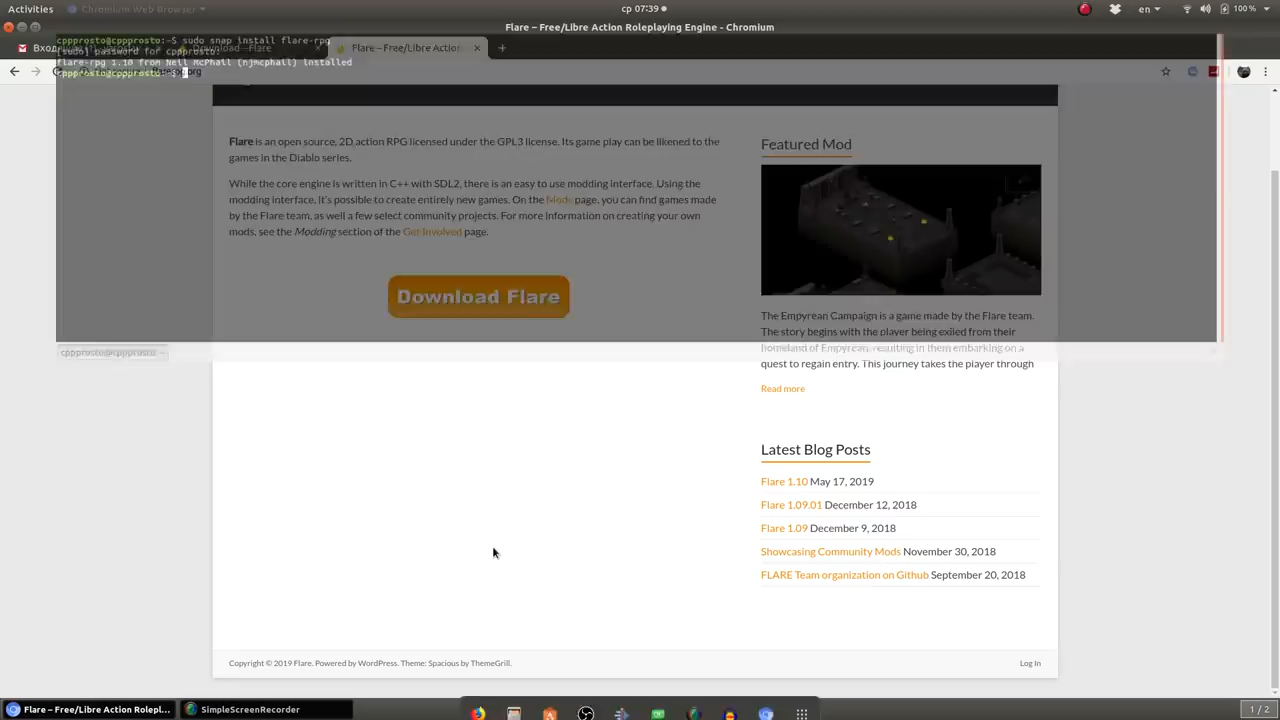 Activities
Chromium Web Browser
ср 07:39
en
100 %
Flare – Free/Libre Action Roleplaying Engine - Chromium
cppprosto@cppprosto:~$ sudo snap install flare-rpg
[sudo] password for cppprosto:
flare-rpg 1.10 from Neil McPhail (njmcphail) installed
cppprosto@cppprosto:~$
Download - Flare
Flare – Free/Libre Action
Flare is an open source, 2D action RPG licensed under the GPL3 license. Its game play can be likened to the
games in the Diablo series.
While the core engine is written in C++ with SDL2, there is an easy to use modding interface. Using the
modding interface, it's possible to create entirely new games. On the Mods page, you can find games made
by the Flare team, as well a few select community projects. For more information on creating your own
mods, see the Modding section of the Get Involved page.
Download Flare
cppprosto@cppprosto: ~
Featured Mod
The Empyrean Campaign is a game made by the Flare team.
The story begins with the player being exiled from their
homeland of Empyrean, resulting in them embarking on a
quest to regain entry. This journey takes the player through
Read more
Latest Blog Posts
Flare 1.10 May 17, 2019
Flare 1.09.01 December 12, 2018
Flare 1.09 December 9, 2018
Showcasing Community Mods November 30, 2018
FLARE Team organization on Github September 20, 2018
Copyright © 2019 Flare. Powered by WordPress. Theme: Spacious by ThemeGrill.
Log In
Flare – Free/Libre Action Rolepl...
SimpleScreenRecorder
1 / 2